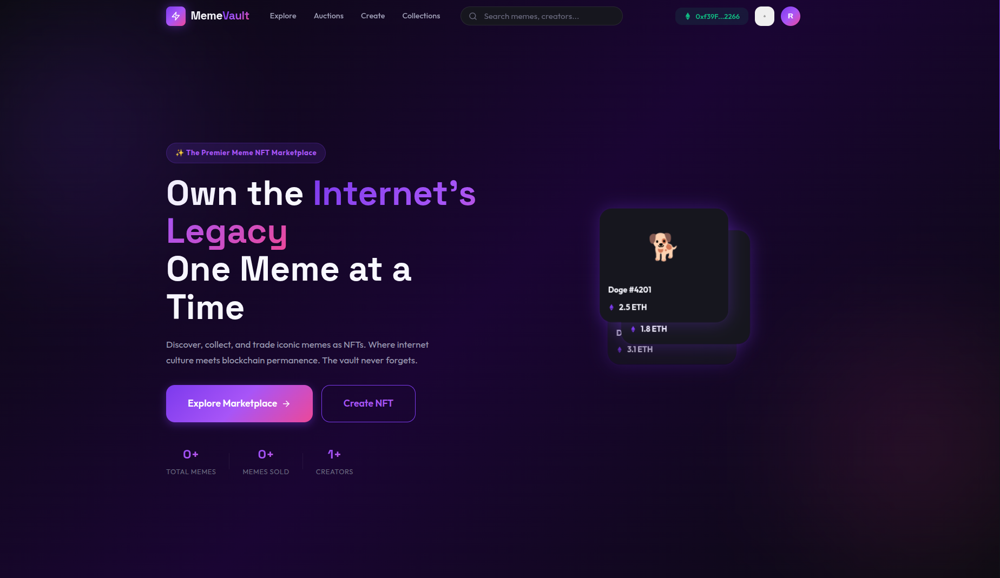 MemeVault
Explore
Auctions
Create
Collections
Search memes, creators...
0xf39F...2266
R
✨ The Premier Meme NFT Marketplace
Own the Internet's
Legacy
One Meme at a
Time
Discover, collect, and trade iconic memes as NFTs. Where internet
culture meets blockchain permanence. The vault never forgets.
Explore Marketplace →
Create NFT
0+
TOTAL MEMES
0+
MEMES SOLD
1+
CREATORS
Doge #4201
2.5 ETH
1.8 ETH
D
3.1 ETH